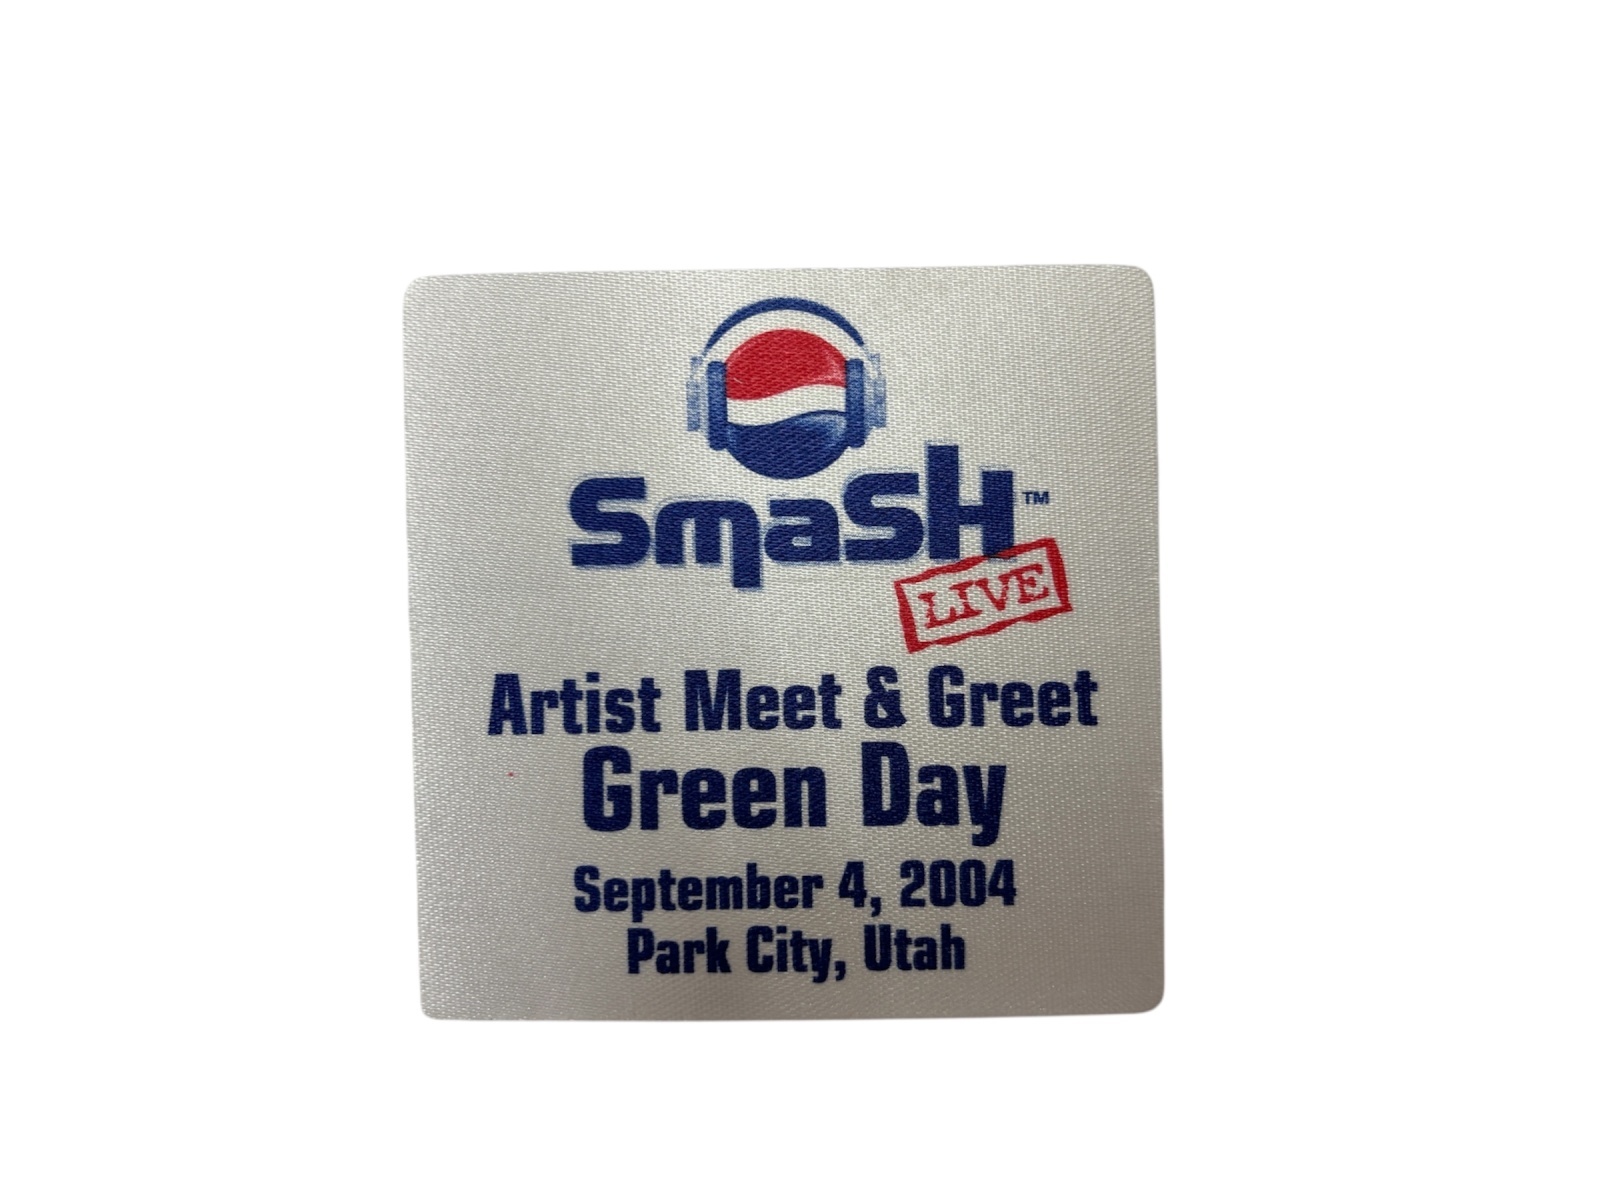 SmaSH™
LIVE
Artist Meet & Greet
Green Day
September 4, 2004
Park City, Utah